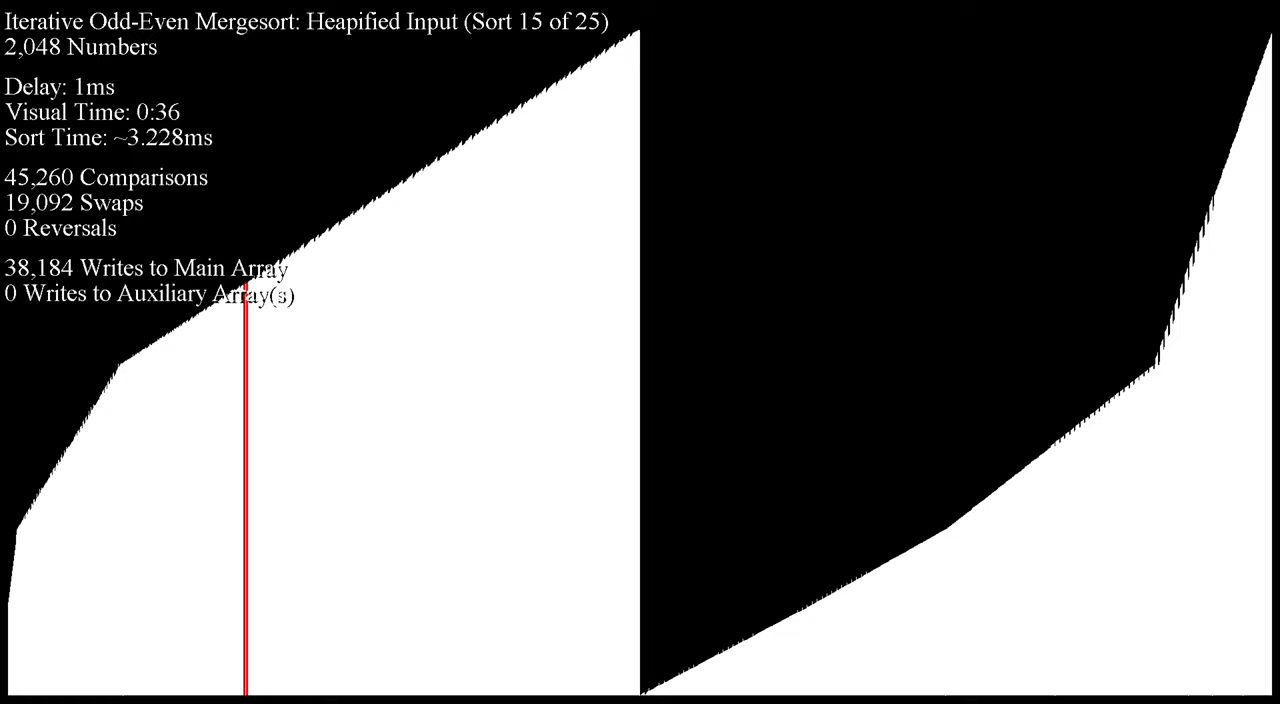 Iterative Odd-Even Mergesort: Heapified Input (Sort 15 of 25)
2,048 Numbers
Delay: 1ms
Visual Time: 0:36
Sort Time: ~3.228ms
45,260 Comparisons
19,092 Swaps
0 Reversals
38,184 Writes to Main Array
0 Writes to Auxiliary Array(s)